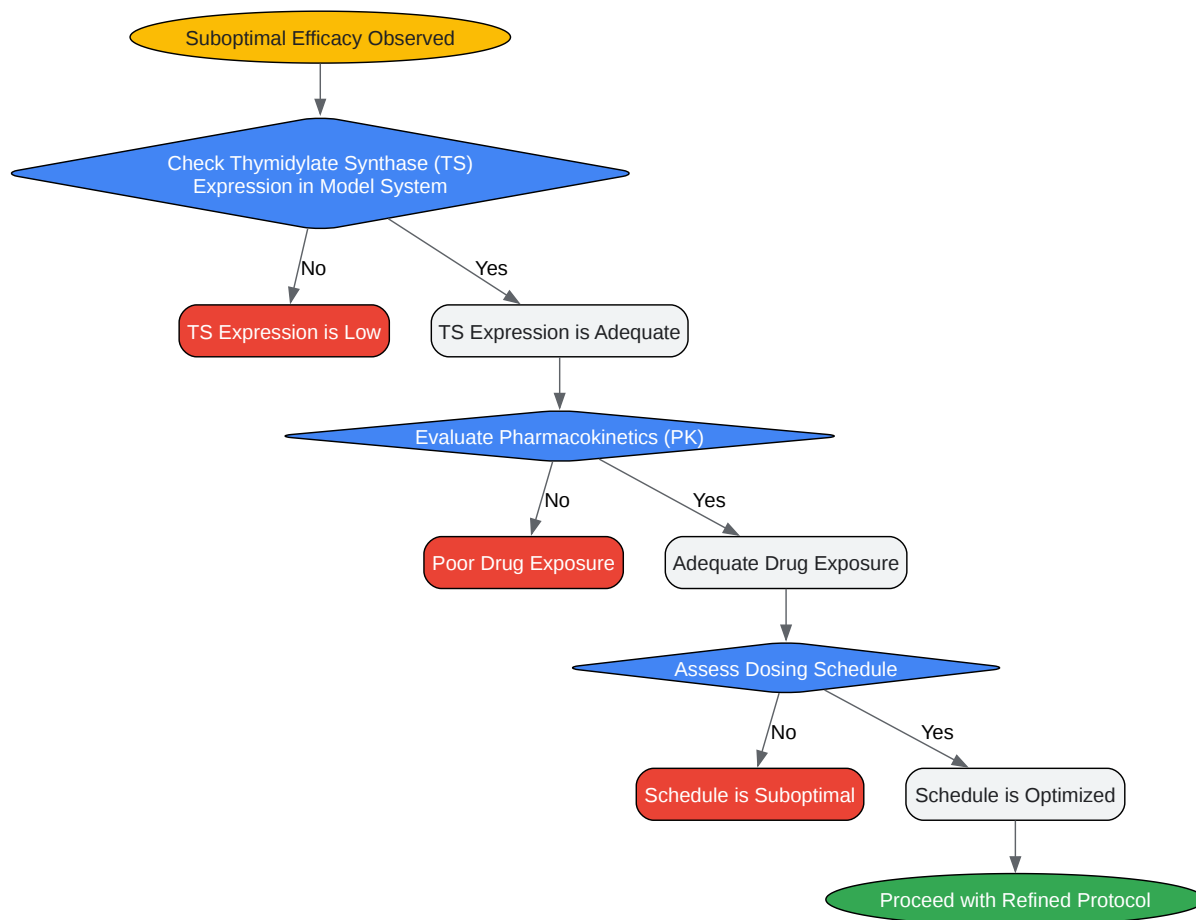 Suboptimal Efficacy Observed
Check Thymidylate Synthase (TS)
Expression in Model System
No
Yes
TS Expression is Low
TS Expression is Adequate
Evaluate Pharmacokinetics (PK)
No
Yes
Poor Drug Exposure
Adequate Drug Exposure
Assess Dosing Schedule
No
Yes
Schedule is Suboptimal
Schedule is Optimized
Proceed with Refined Protocol